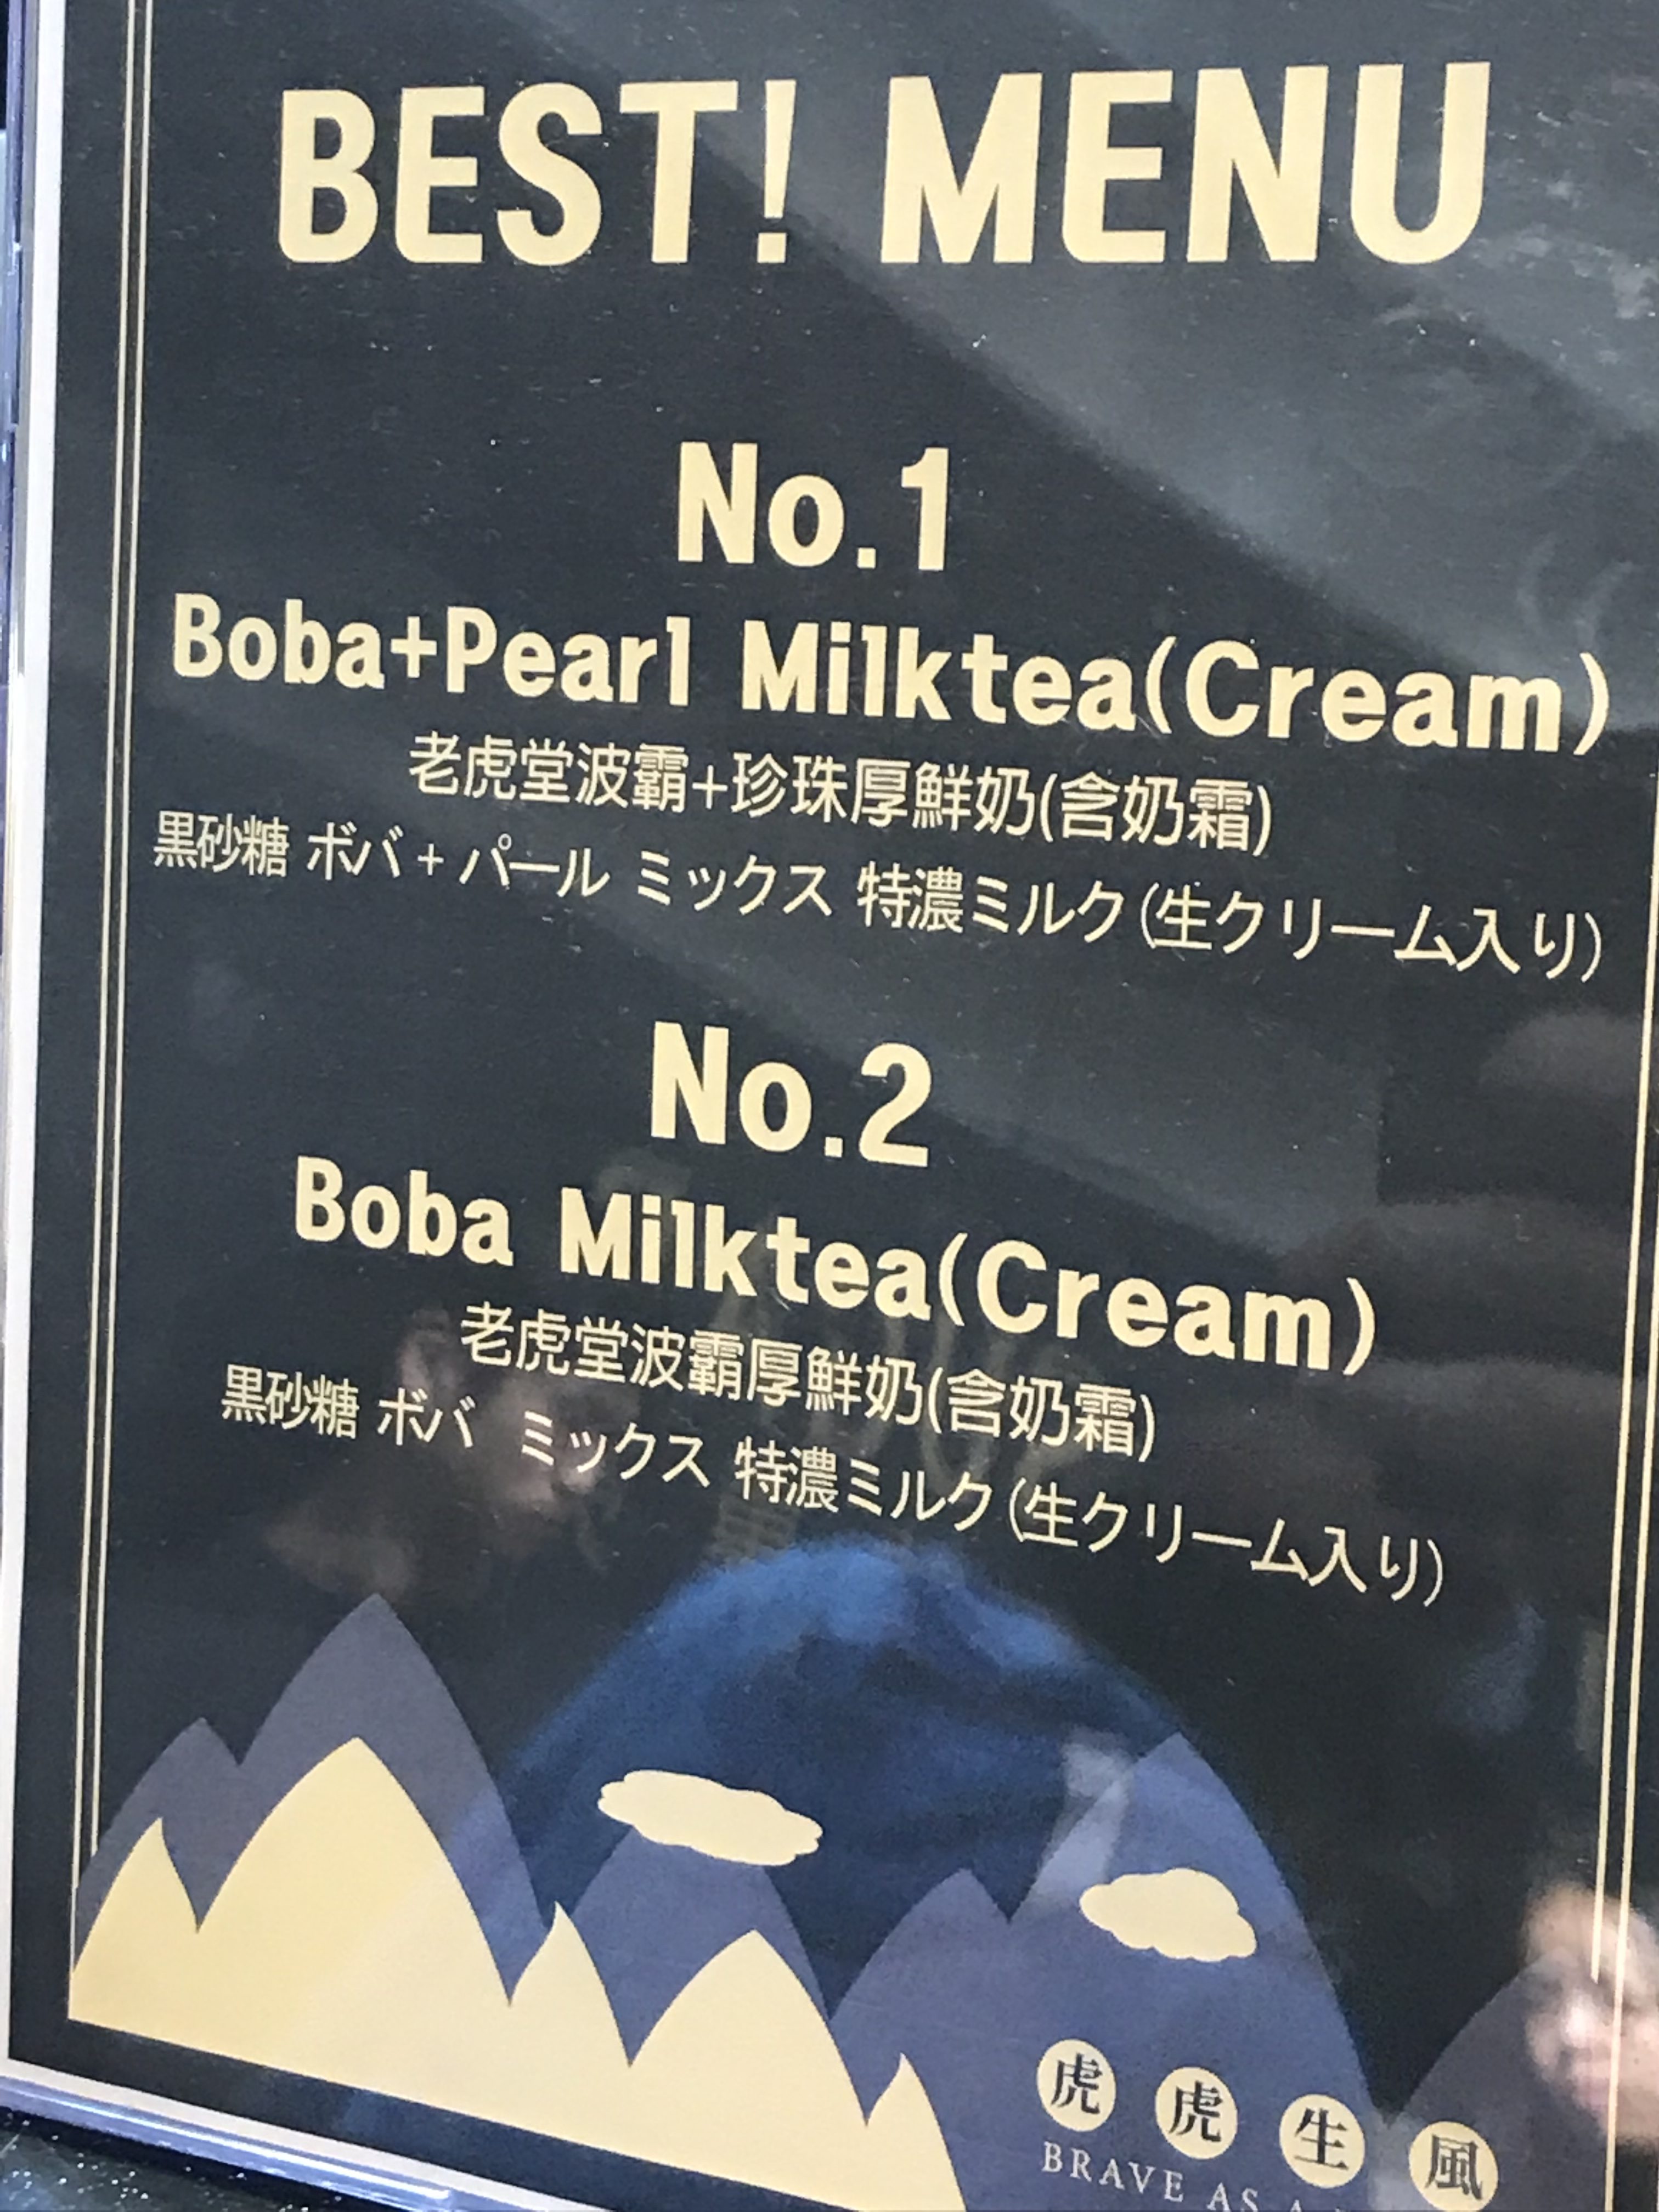 BEST! MENU
No.1
Boba+Pearl Milktea(Cream)
老虎堂波霸+珍珠厚鮮奶(含奶霜)
黒砂糖 ボバ + パール ミックス 特濃ミルク(生クリーム入り)
No.2
Boba Milktea(Cream)
老虎堂波霸厚鮮奶(含奶霜)
黒砂糖 ボバ ミックス 特濃ミルク(生クリーム入り)
虎虎生風
BRAVE AS A